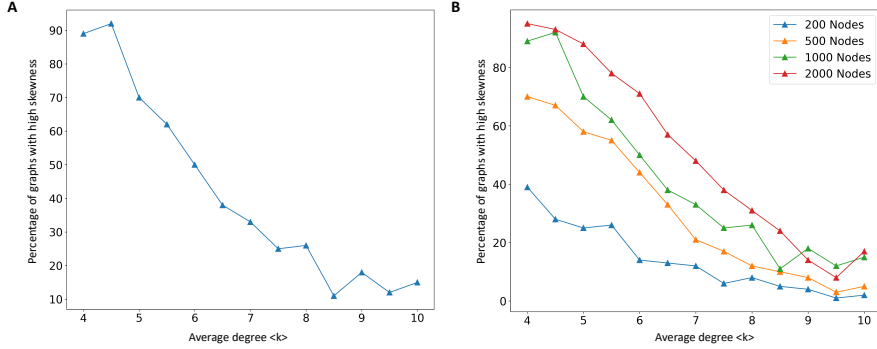 A
Percentage of graphs with high skewness
90
80
70
60
50
40
30
20
10
4 5 6 7 8 9 10
Average degree <k>
B
Percentage of graphs with high skewness
80
60
40
20
0
4 5 6 7 8 9 10
Average degree <k>
200 Nodes
500 Nodes
1000 Nodes
2000 Nodes